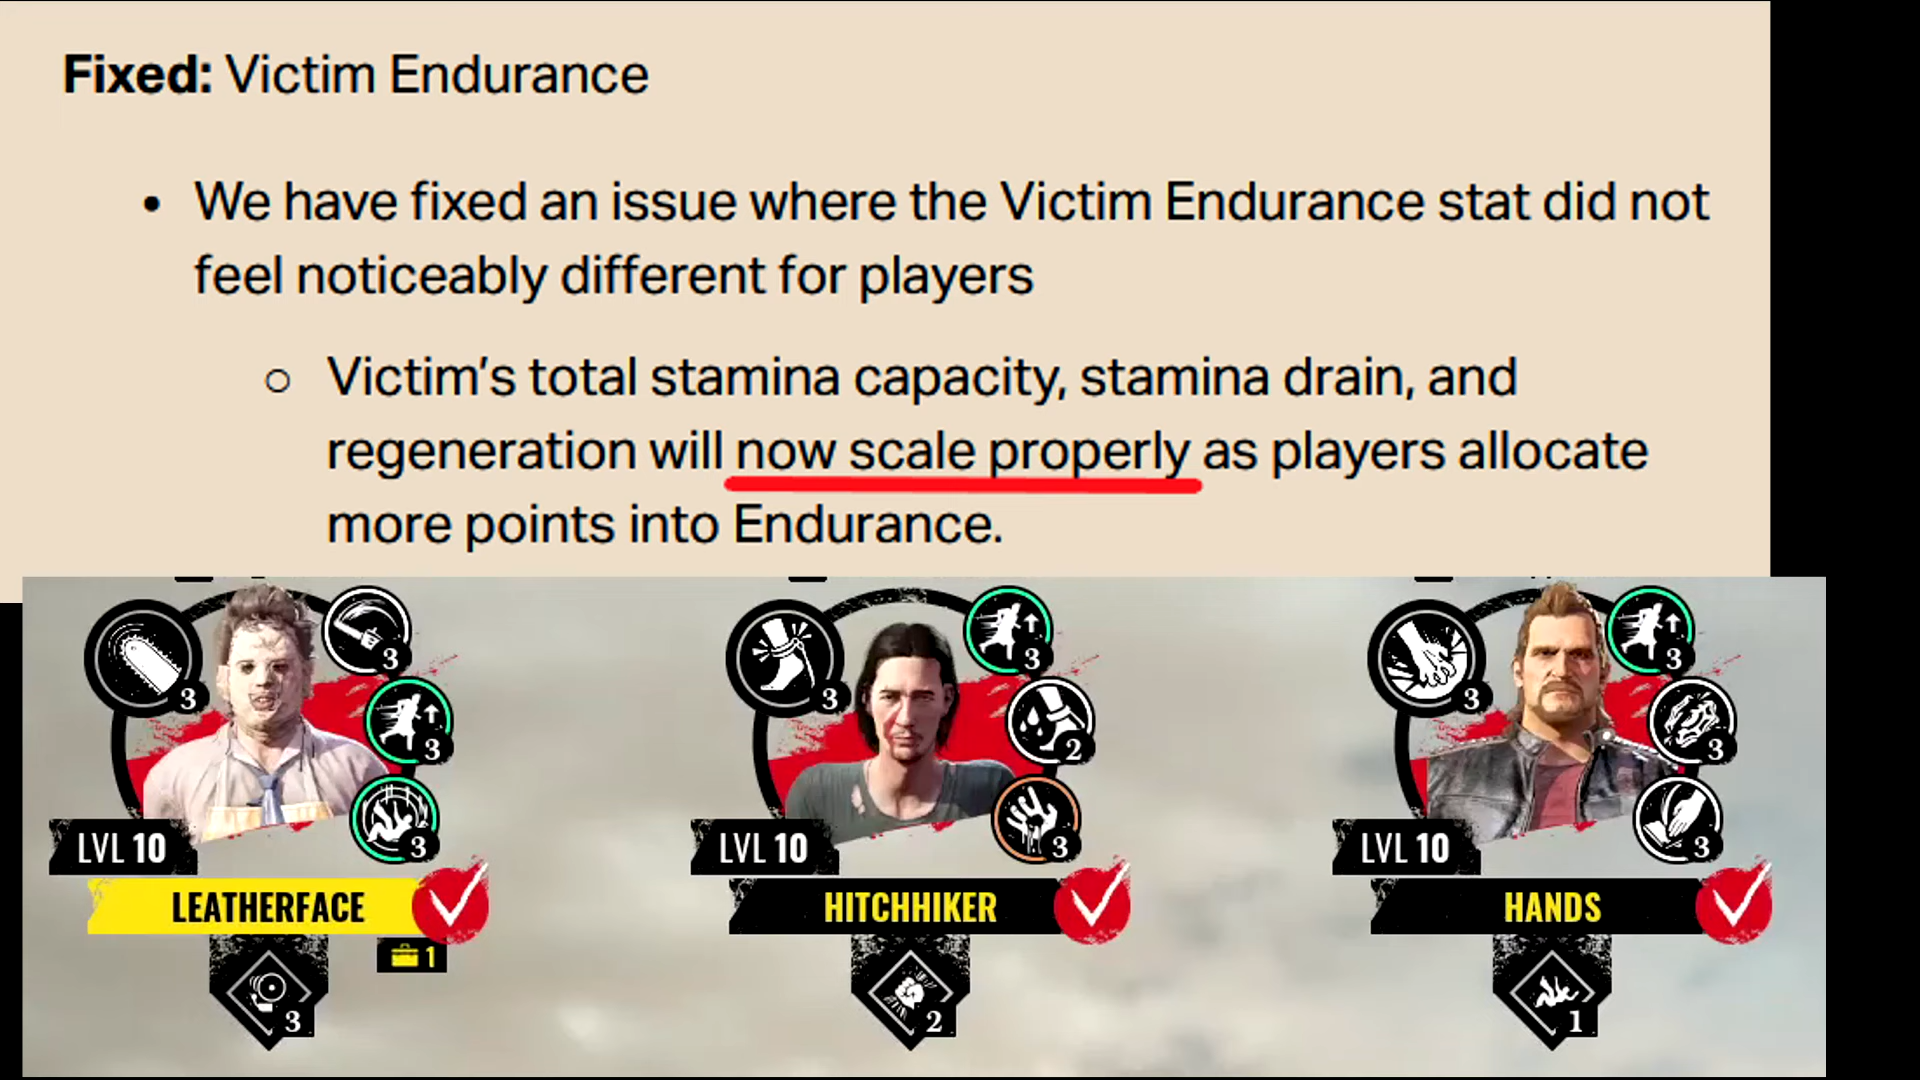 Fixed: Victim Endurance
• We have fixed an issue where the Victim Endurance stat did not
feel noticeably different for players
○ Victim's total stamina capacity, stamina drain, and
regeneration will now scale properly as players allocate
more points into Endurance.
3
3
3
3
LVL 10
LEATHERFACE
1
3
3
3
2
3
LVL 10
HITCHHIKER
2
3
3
3
3
LVL 10
HANDS
1